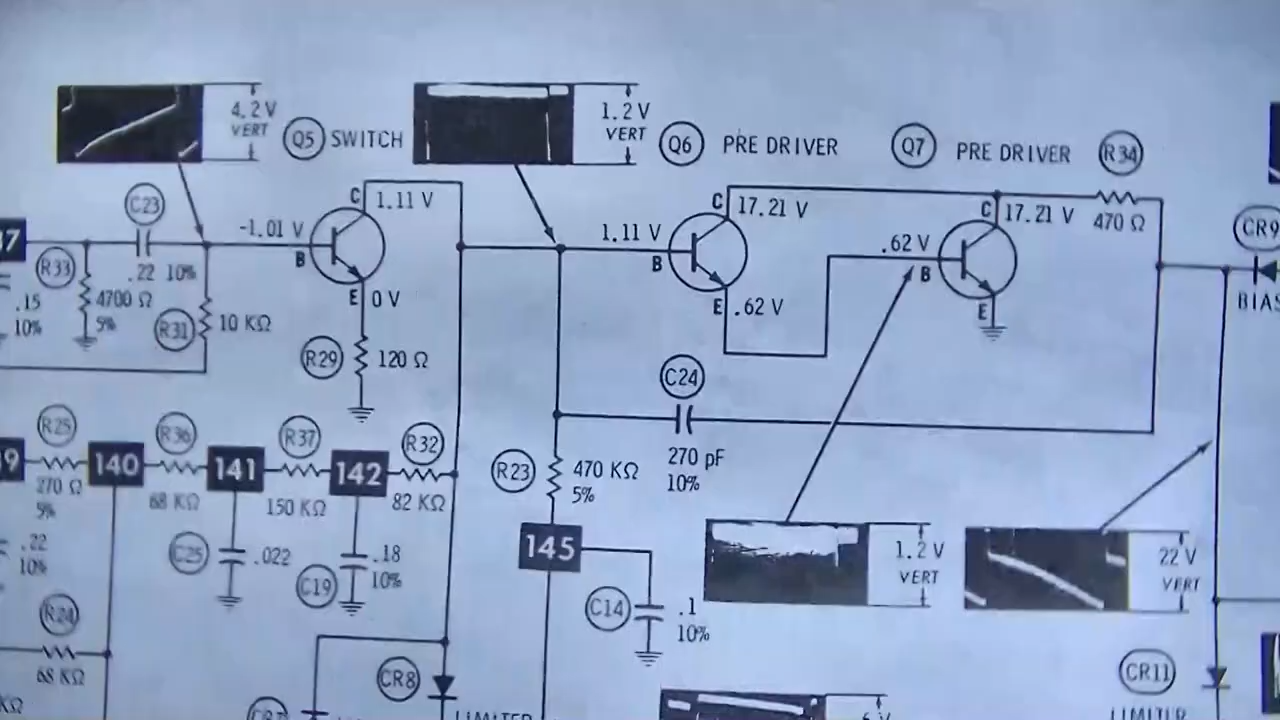 4.2 V
VERT
Q5 SWITCH
1.2 V
VERT
Q6 PRE DRIVER
Q7 PRE DRIVER
R34
470 Ω
C23
.22 10%
-1.01 V
B
C
1.11 V
E
0 V
1.11 V
B
C
17.21 V
E
.62 V
.62 V
B
C
17.21 V
E
CR9
R33
4700 Ω
5%
.15
10%
R31
10 KΩ
R29
120 Ω
C24
270 pF
10%
R25
270 Ω
5%
140
R36
68 KΩ
141
R37
150 KΩ
142
R32
82 KΩ
R23
470 KΩ
5%
145
.22
10%
C25
.022
C19
.18
10%
C14
.1
10%
1.2 V
VERT
22 V
VERT
R24
68 KΩ
CR8
CR11
LIMITER
LIMITER